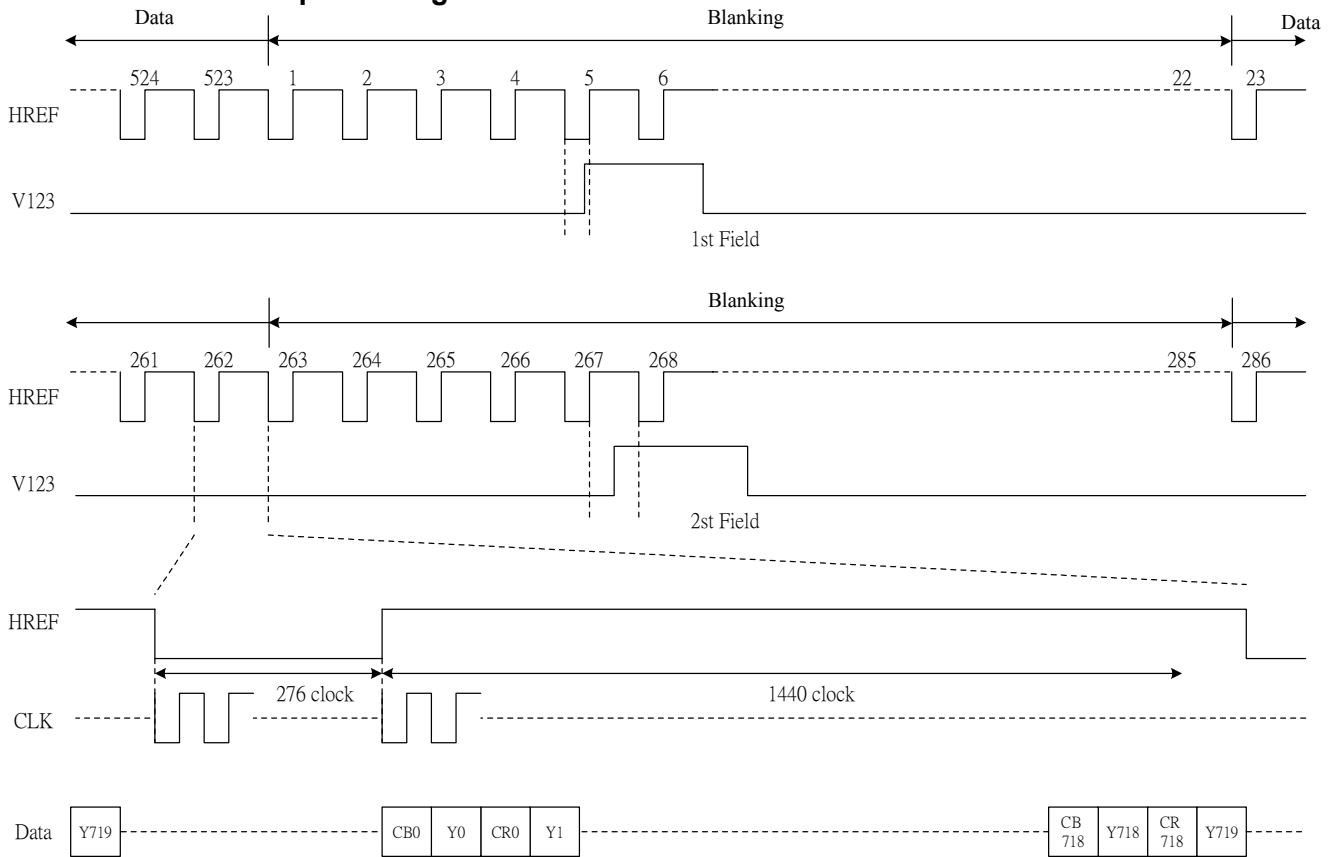 Data Blanking Data
524 523 1 2 3 4 5 6 22 23
HREF
V123
1st Field
Blanking
261 262 263 264 265 266 267 268 285 286
HREF
V123
2st Field
HREF
276 clock 1440 clock
CLK
Data Y719 CB0 Y0 CR0 Y1 CB 718 Y718 CR 718 Y719